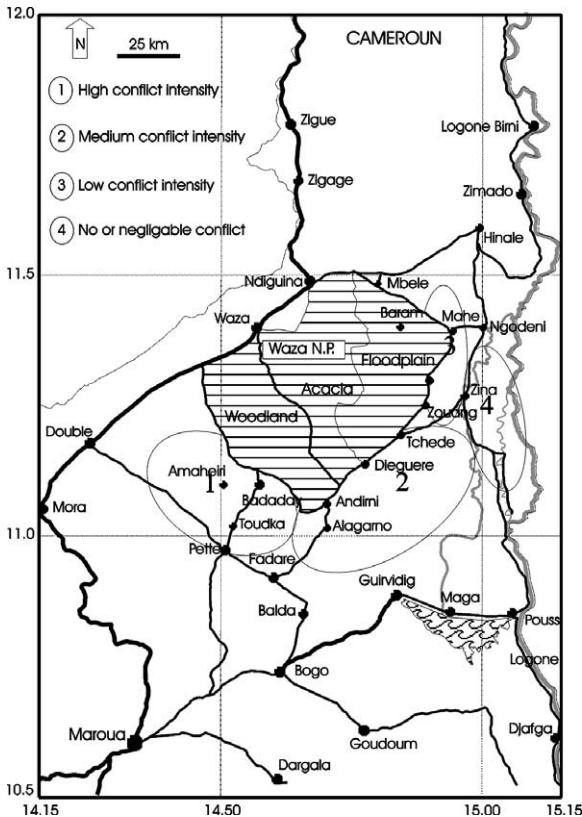 12.0
N
25 km
CAMEROUN
1 High conflict intensity
2 Medium conflict intensity
3 Low conflict intensity
4 No or negligable conflict
Zigue
Logone Birni
Zigage
Zimado
Hinale
11.5
Ndiguina
Mbele
Waza
Baram
Mahe
Ngodeni
Waza N.P.
3
Floodplain
Acacia
Zina
4
Woodland
Zouang
Double
Tchede
Amaheiri
1
Dieguere
2
Badaday
Andirni
Mora
Toudka
Alagarno
11.0
Pette
Fadare
Guirvidig
Maga
Balda
Pouss
Logone
Bogo
Maroua
Goudoum
Djafga
Dargala
10.5
14.15
14.50
15.00
15.15